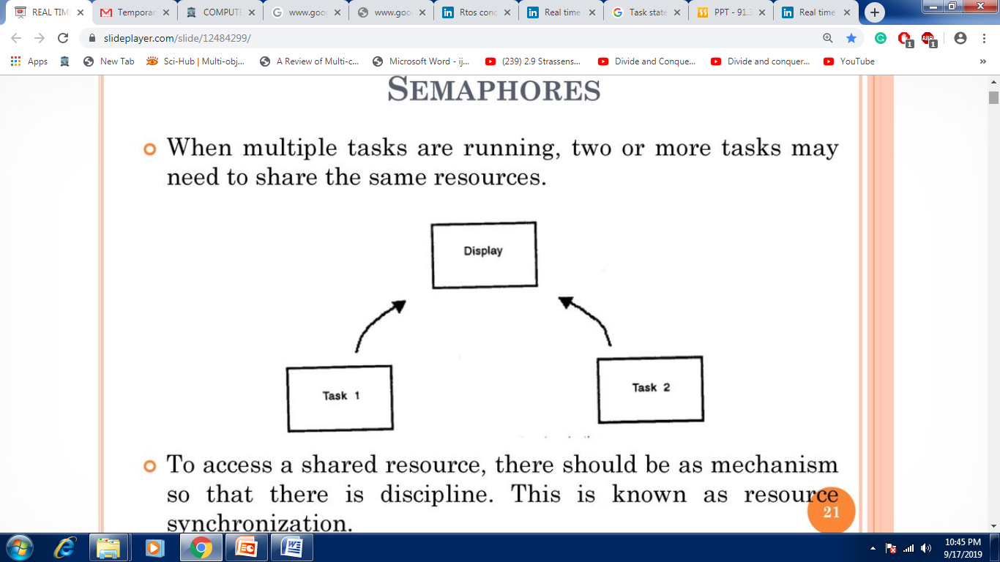 REAL TIM
Temporar
COMPUTE
www.goo
www.goo
Rtos conc
Real time
Task state
PPT - 91.3
Real time
slideplayer.com/slide/12484299/
Apps
New Tab
Sci-Hub | Multi-obj...
A Review of Multi-c...
Microsoft Word - ij...
(239) 2.9 Strassens...
Divide and Conque...
Divide and conquer...
YouTube
»
SEMAPHORES
When multiple tasks are running, two or more tasks may
need to share the same resources.
Display
Task 1
Task 2
To access a shared resource, there should be as mechanism
so that there is discipline. This is known as resource
synchronization.
21
10:45 PM
9/17/2019